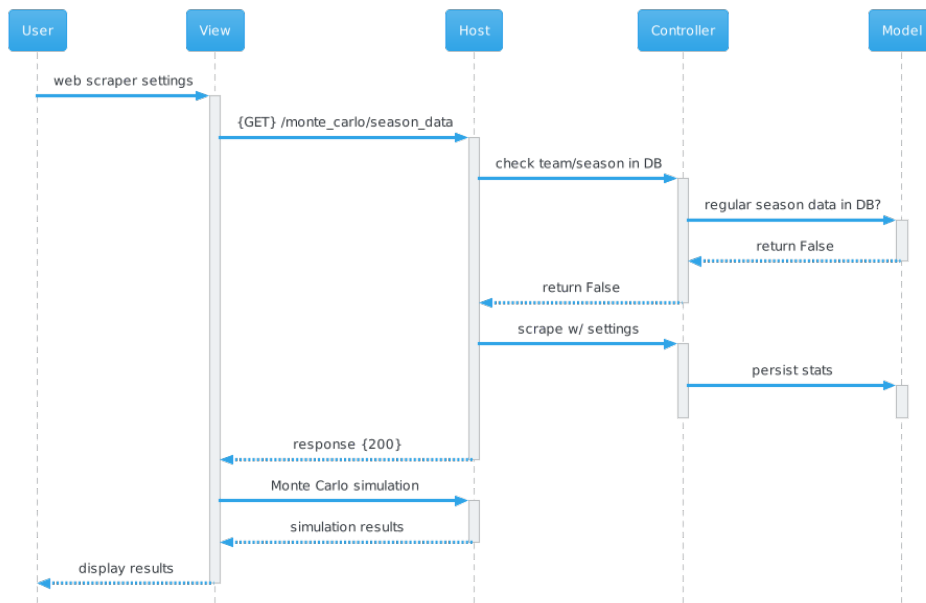 User
View
Host
Controller
Model
web scraper settings
{GET} /monte_carlo/season_data
check team/season in DB
regular season data in DB?
return False
return False
scrape w/ settings
persist stats
response {200}
Monte Carlo simulation
simulation results
display results